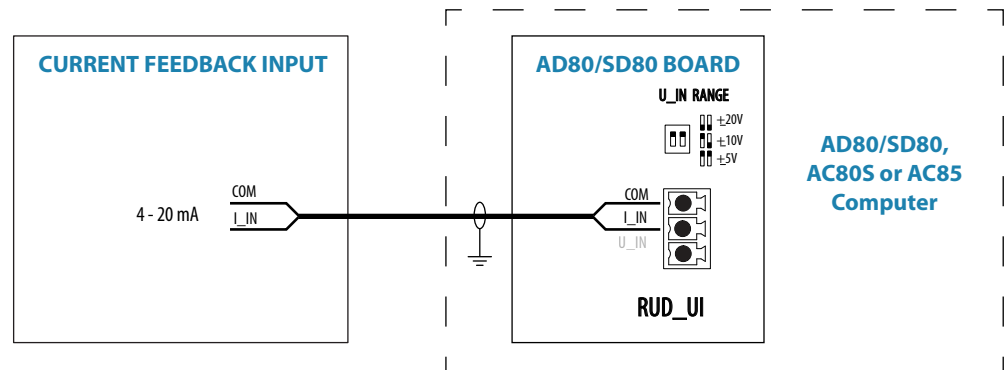 CURRENT FEEDBACK INPUT
4 - 20 mA
COM
I_IN
AD80/SD80 BOARD
U_IN RANGE
±20V
±10V
±5V
COM
I_IN
U_IN
RUD_UI
AD80/SD80,
AC80S or AC85
Computer